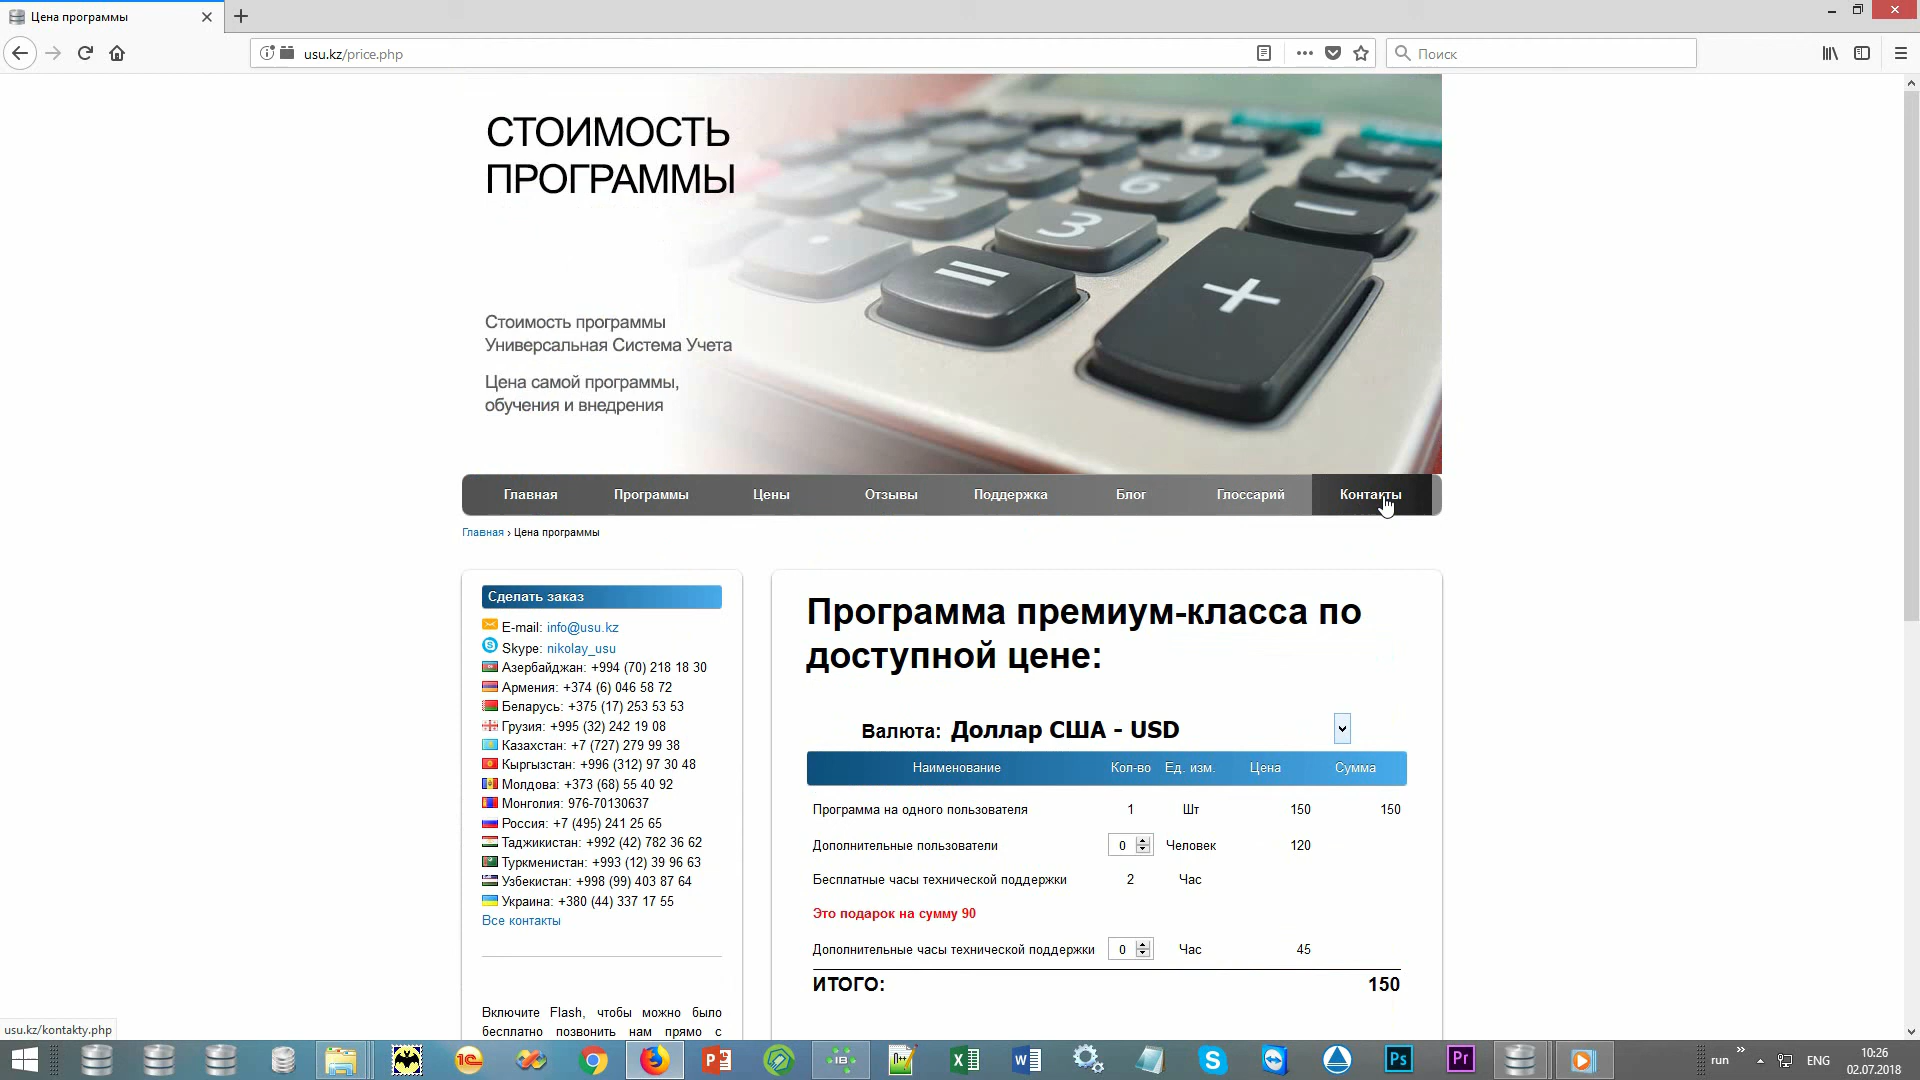 Цена программы
usu.kz/price.php
Поиск
СТОИМОСТЬ
ПРОГРАММЫ
Стоимость программы
Универсальная Система Учета
Цена самой программы,
обучения и внедрения
Главная Программы Цены Отзывы Поддержка Блог Глоссарий Контакты
Главная › Цена программы
Сделать заказ
E-mail: info@usu.kz
Skype: nikolay_usu
Азербайджан: +994 (70) 218 18 30
Армения: +374 (6) 046 58 72
Беларусь: +375 (17) 253 53 53
Грузия: +995 (32) 242 19 08
Казахстан: +7 (727) 279 99 38
Кыргызстан: +996 (312) 97 30 48
Молдова: +373 (68) 55 40 92
Монголия: 976-70130637
Россия: +7 (495) 241 25 65
Таджикистан: +992 (42) 782 36 62
Туркменистан: +993 (12) 39 96 63
Узбекистан: +998 (99) 403 87 64
Украина: +380 (44) 337 17 55
Все контакты
Включите Flash, чтобы можно было
бесплатно позвонить нам прямо с
Программа премиум-класса по
доступной цене:
Валюта: Доллар США - USD
Наименование Кол-во Ед. изм. Цена Сумма
Программа на одного пользователя 1 Шт 150 150
Дополнительные пользователи 0 Человек 120
Бесплатные часы технической поддержки 2 Час
Это подарок на сумму 90
Дополнительные часы технической поддержки 0 Час 45
ИТОГО: 150
usu.kz/kontakty.php
run ENG 10:26
02.07.2018